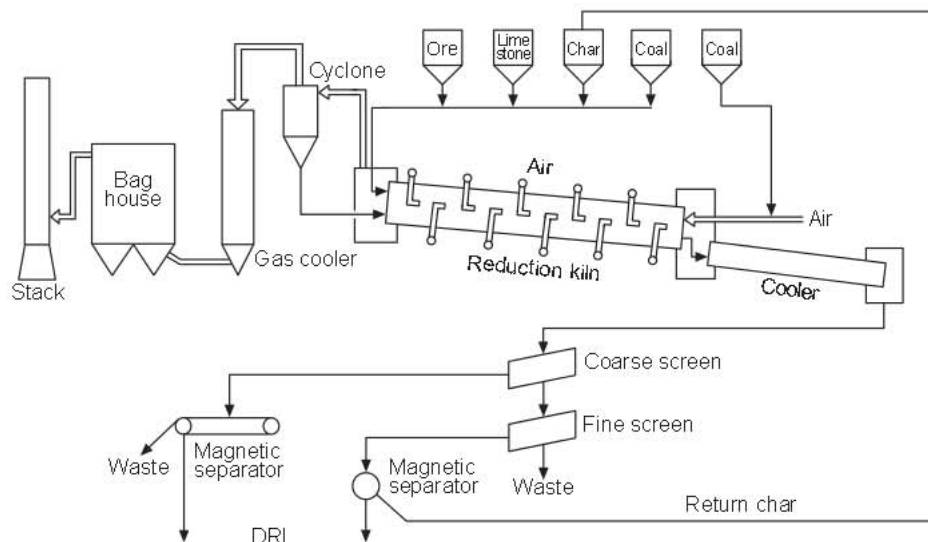 Ore
Lime
stone
Char
Coal
Coal
Cyclone
Air
Bag
house
Air
Gas cooler
Reduction kiln
Stack
Cooler
Coarse screen
Fine screen
Magnetic
separator
Waste
Magnetic
separator
Waste
Return char
DRI